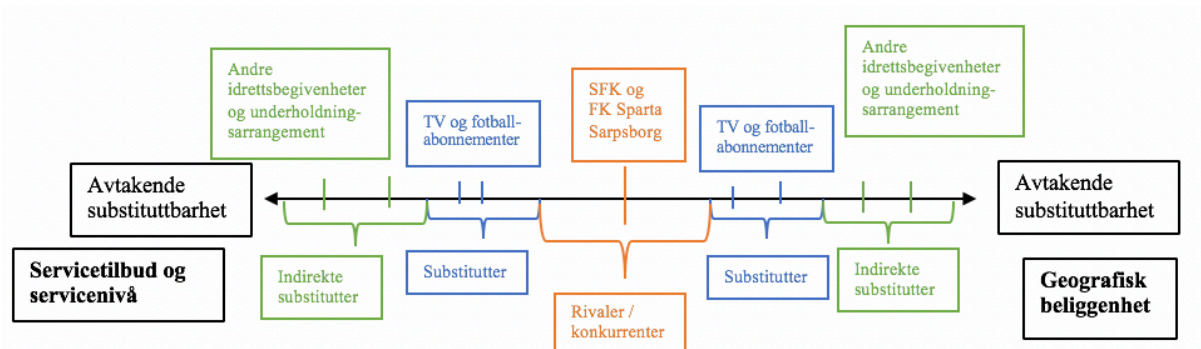 Andre
idrettsbegivenheter
og underholdning-
sarrangement
TV og fotball-
abonnementer
SFK og
FK Sparta
Sarpsborg
TV og fotball-
abonnementer
Andre
idrettsbegivenheter
og underholdning-
sarrangement
Avtakende
substituttbarhet
Avtakende
substituttbarhet
Servicetilbud og
servicenivå
Indirekte
substitutter
Substitutter
Rivaler /
konkurrenter
Substitutter
Indirekte
substitutter
Geografisk
beliggenhet